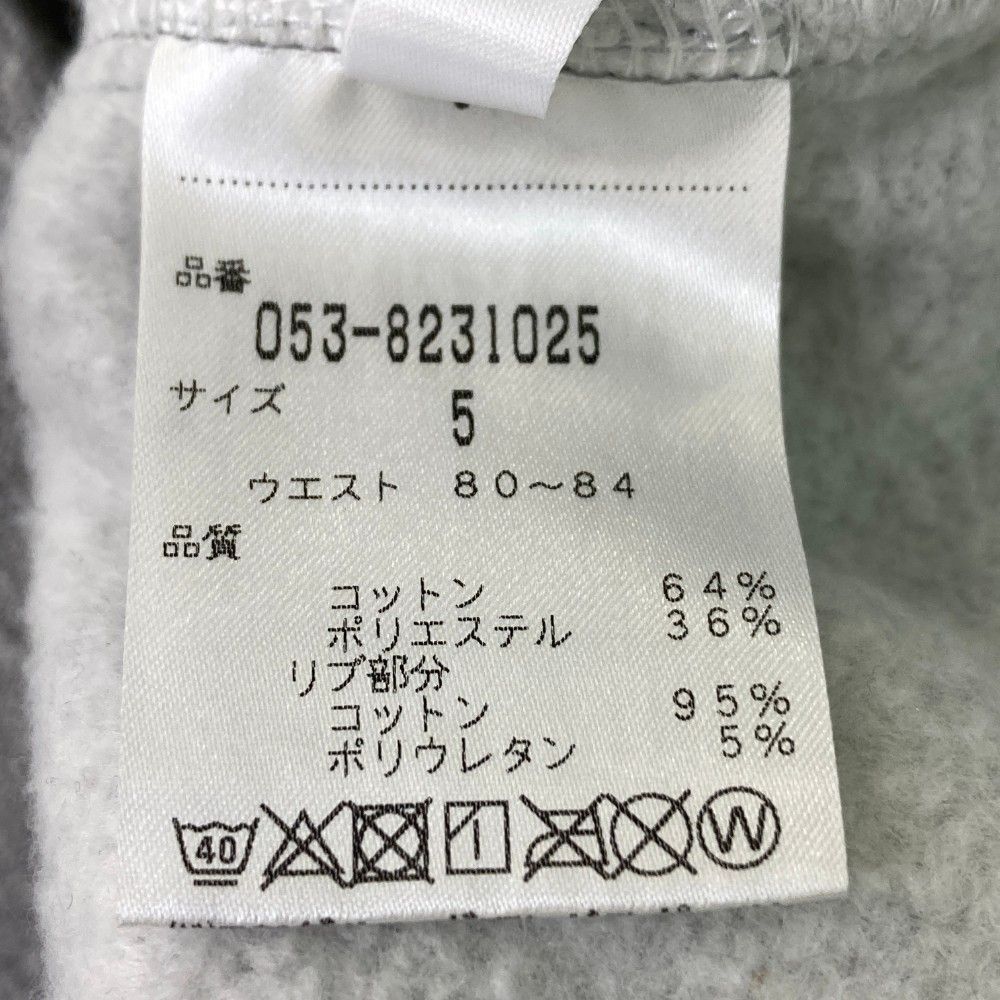 品番
053-8231025
サイズ 5
ウエスト 80～84
品質
コットン 64%
ポリエステル 36%
リブ部分
コットン 95%
ポリウレタン 5%
40 W